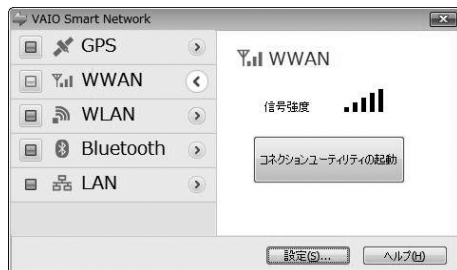 VAIO Smart Network
GPS
WWAN
WLAN
Bluetooth
LAN
WWAN
信号強度
コネクションユーティリティの起動
設定(S)...
ヘルプ(H)